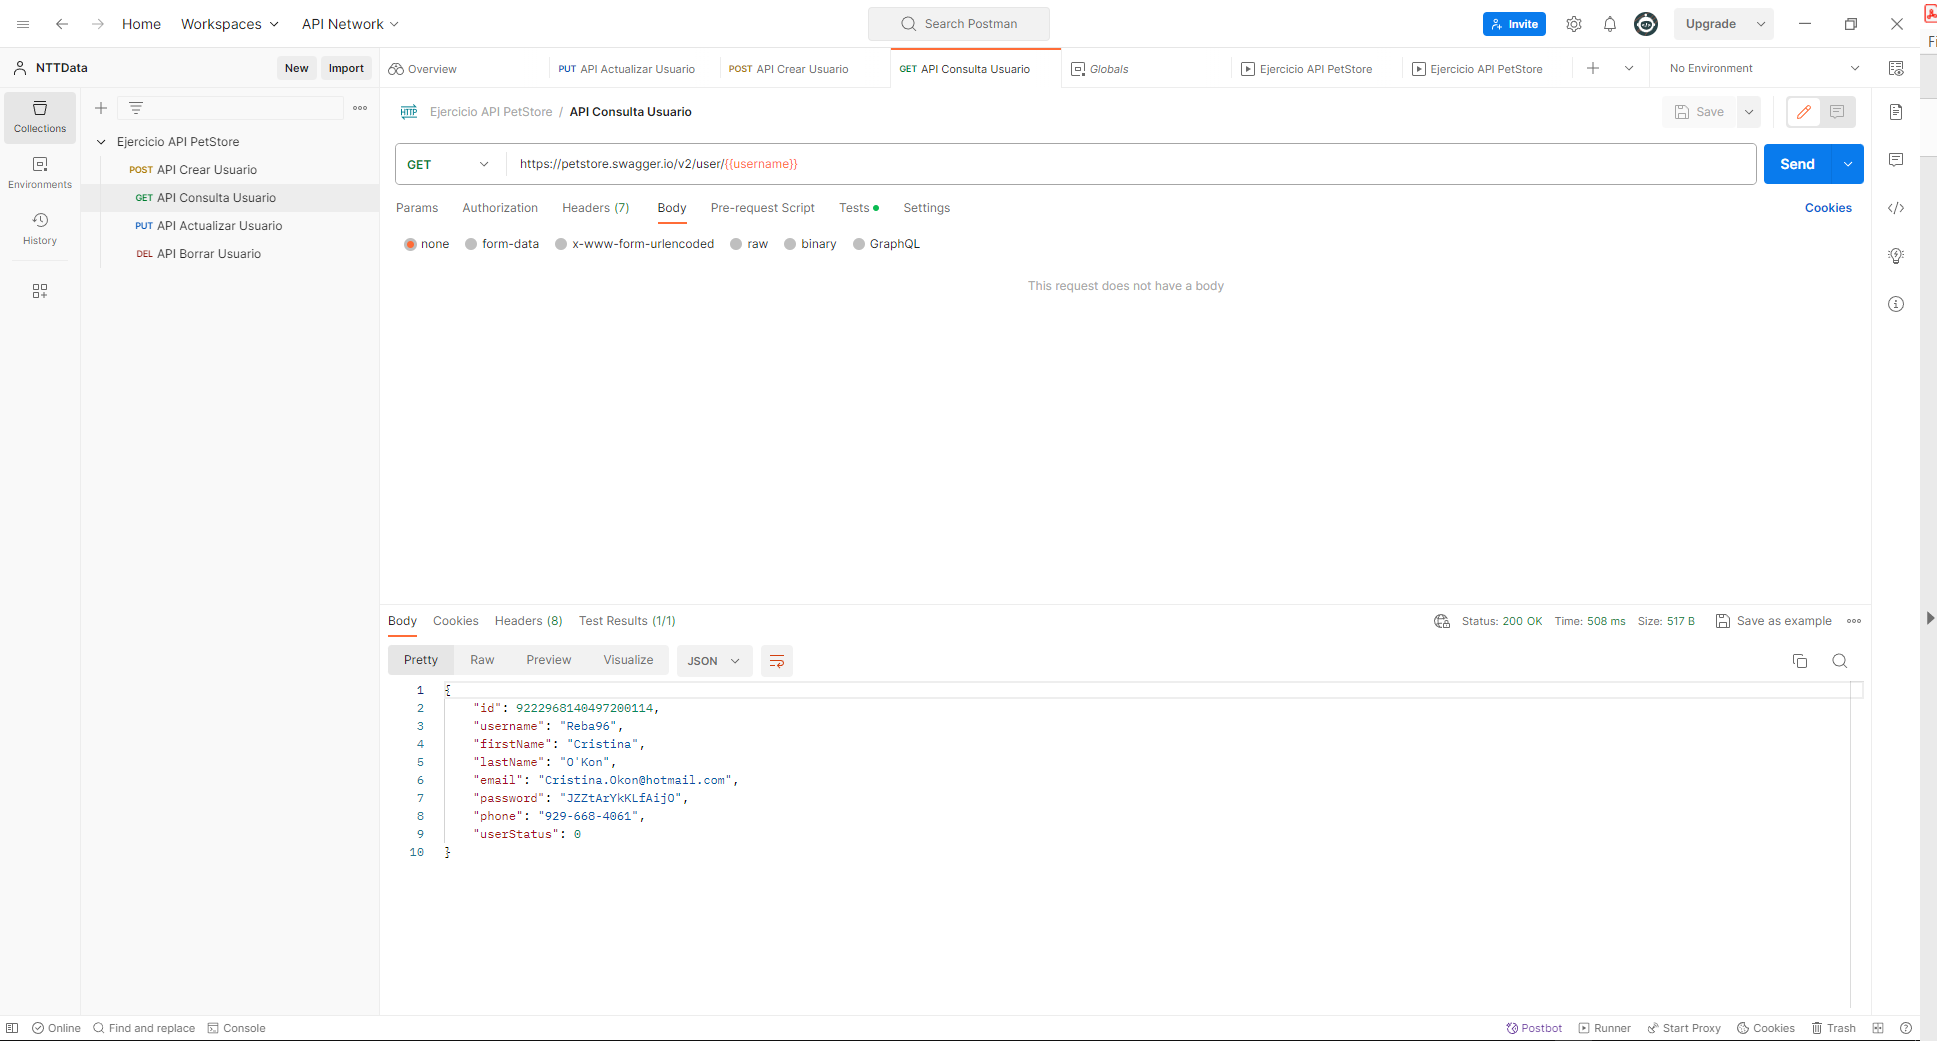 Home Workspaces API Network Search Postman Invite Upgrade
Fi
NTTData New Import Overview PUT API Actualizar Usuario POST API Crear Usuario GET API Consulta Usuario Globals Ejercicio API PetStore Ejercicio API PetStore No Environment
Collections
Environments
History
Ejercicio API PetStore
POST API Crear Usuario
GET API Consulta Usuario
PUT API Actualizar Usuario
DEL API Borrar Usuario
HTTP Ejercicio API PetStore / API Consulta Usuario Save
GET https://petstore.swagger.io/v2/user/{{username}} Send
Params Authorization Headers (7) Body Pre-request Script Tests Settings Cookies
none form-data x-www-form-urlencoded raw binary GraphQL
This request does not have a body
Body Cookies Headers (8) Test Results (1/1) Status: 200 OK Time: 508 ms Size: 517 B Save as example
Pretty Raw Preview Visualize JSON
1 {
2 "id": 9222968140497200114,
3 "username": "Reba96",
4 "firstName": "Cristina",
5 "lastName": "O'Kon",
6 "email": "Cristina.Okon@hotmail.com",
7 "password": "JZZtArYkKLfAijO",
8 "phone": "929-668-4061",
9 "userStatus": 0
10 }
Online Find and replace Console Postbot Runner Start Proxy Cookies Trash